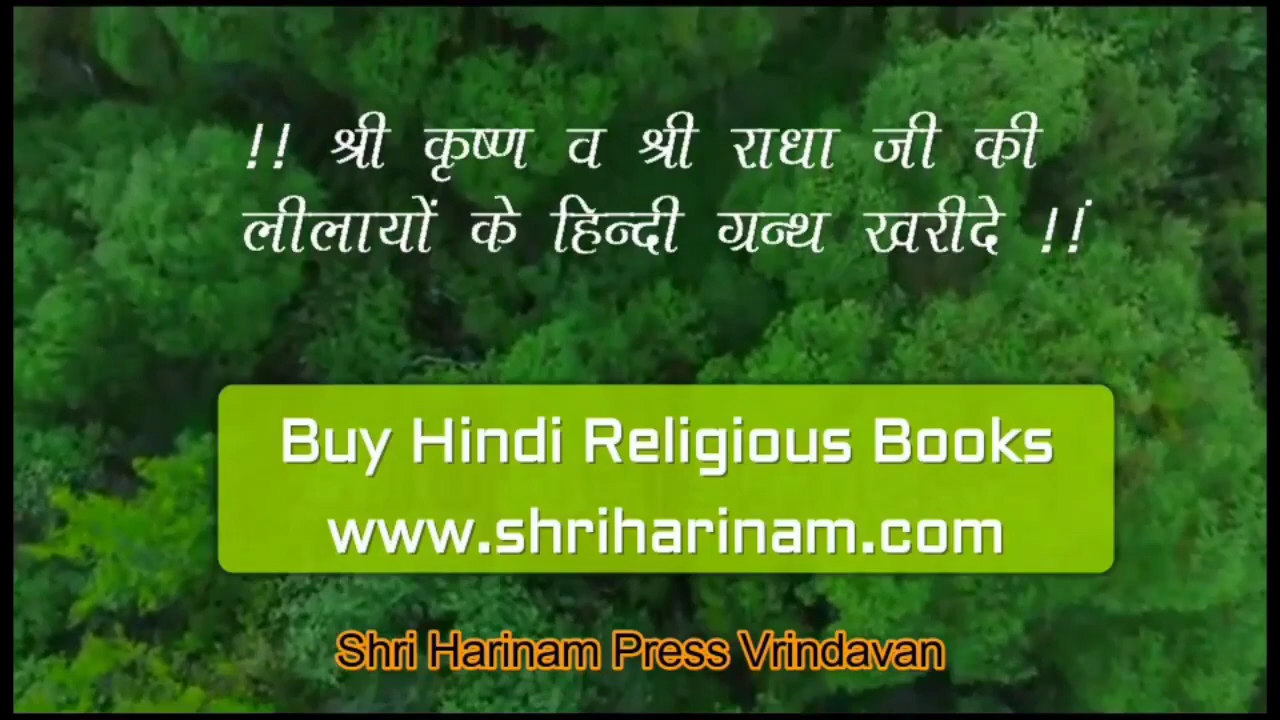 !! श्री कृष्ण व श्री राधा जी की
लीलायों के हिन्दी ग्रन्थ खरीदे !!ं
Buy Hindi Religious Books
www.shriharinam.com
Shri Harinam Press Vrindavan